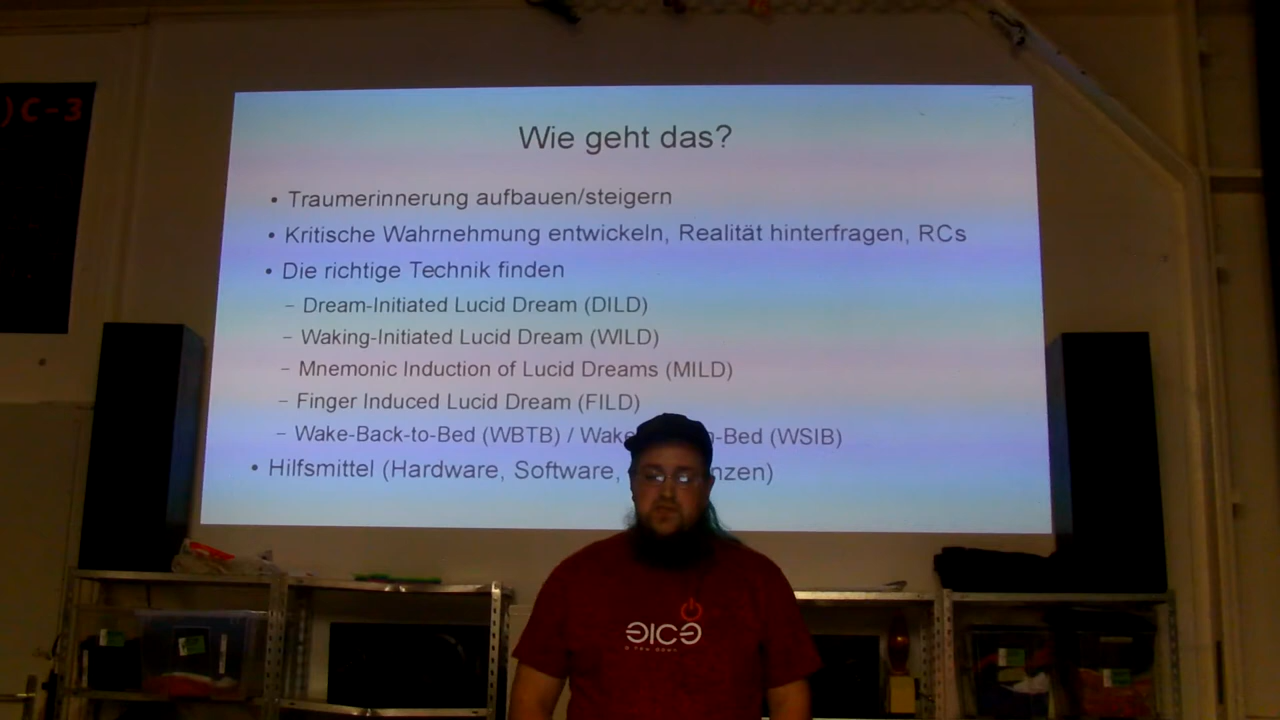 )C-3
Wie geht das?
• Traumerinnerung aufbauen/steigern
• Kritische Wahrnehmung entwickeln, Realität hinterfragen, RCs
• Die richtige Technik finden
– Dream-Initiated Lucid Dream (DILD)
– Waking-Initiated Lucid Dream (WILD)
– Mnemonic Induction of Lucid Dreams (MILD)
– Finger Induced Lucid Dream (FILD)
– Wake-Back-to-Bed (WBTB) / Wake -Bed (WSIB)
• Hilfsmittel (Hardware, Software, nzen)